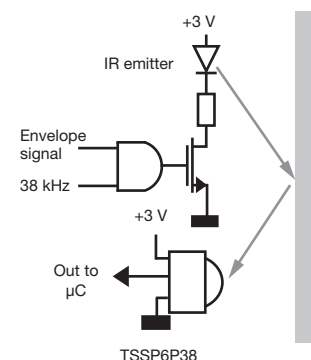 +3 V
IR emitter
Envelope
signal
38 kHz
+3 V
Out to
µC
TSSP6P38